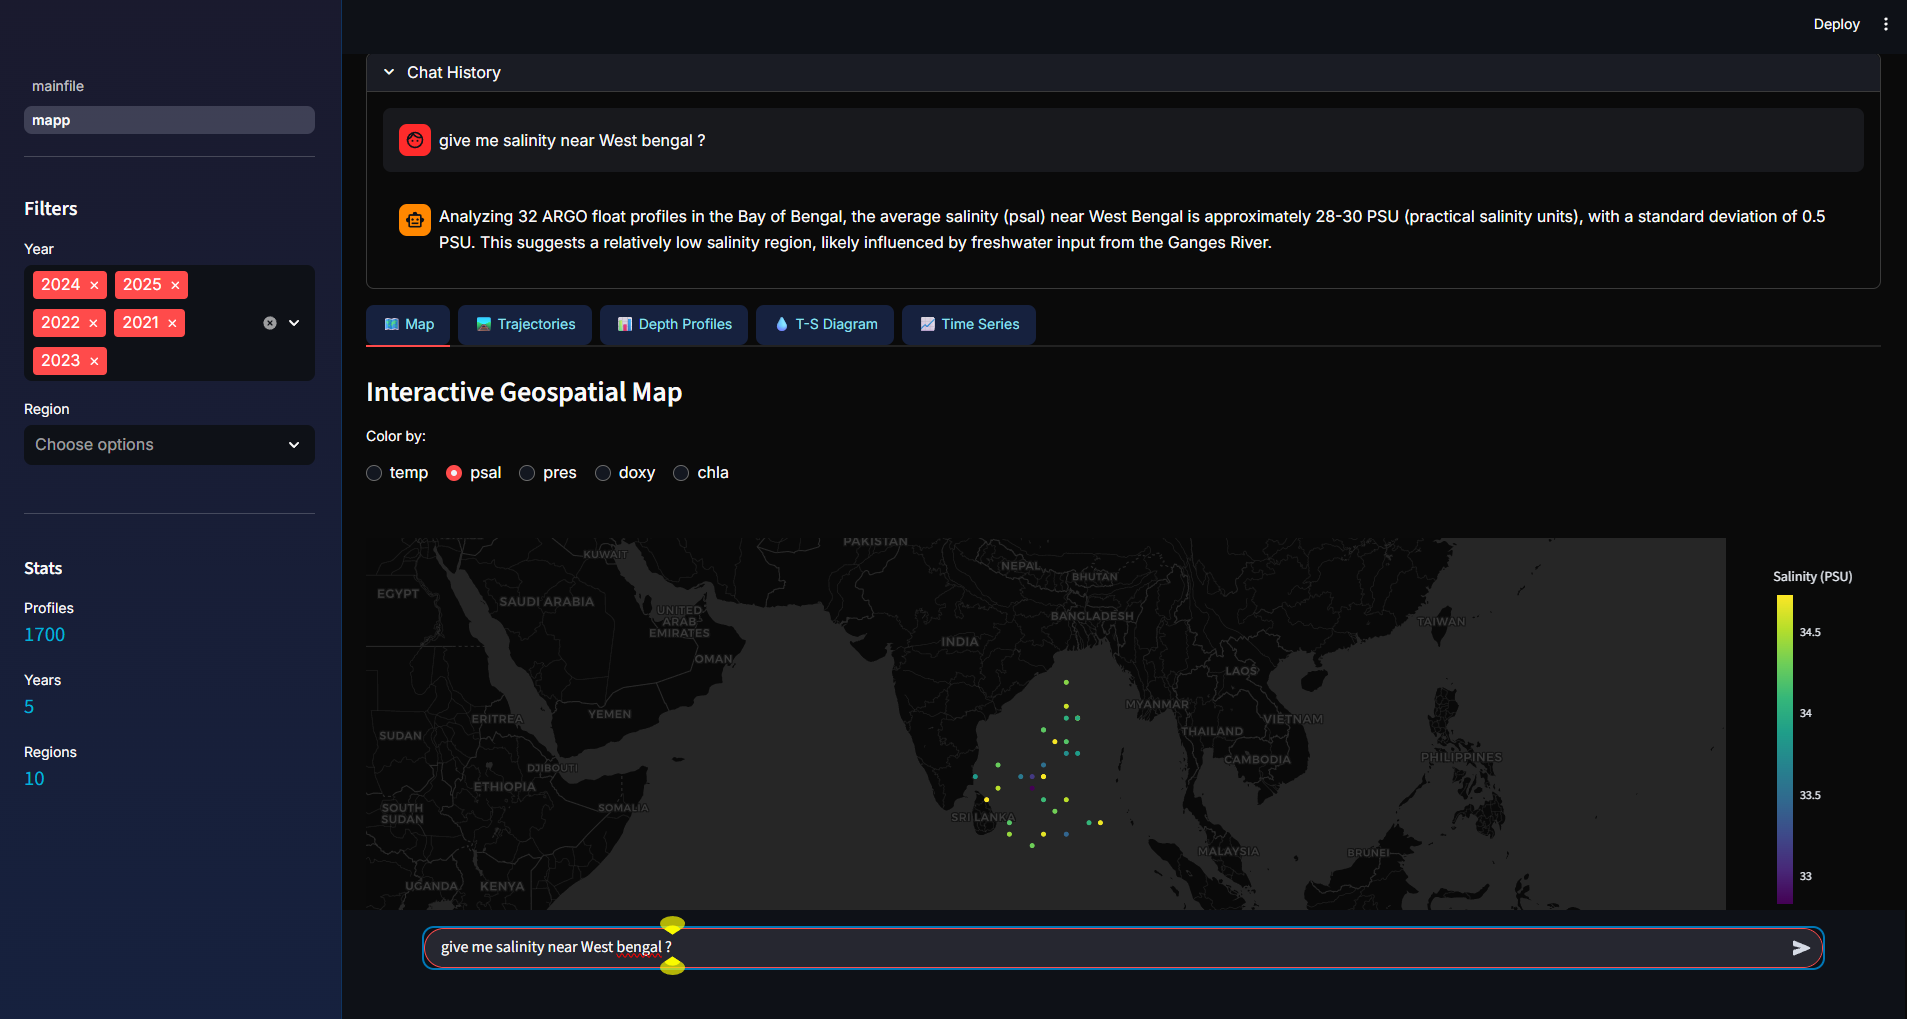 Deploy
mainfile
mapp
Filters
Year
2024 ×
2025 ×
2022 ×
2021 ×
2023 ×
Region
Choose options
Stats
Profiles
1700
Years
5
Regions
10
Chat History
give me salinity near West bengal ?
Analyzing 32 ARGO float profiles in the Bay of Bengal, the average salinity (psal) near West Bengal is approximately 28-30 PSU (practical salinity units), with a standard deviation of 0.5
PSU. This suggests a relatively low salinity region, likely influenced by freshwater input from the Ganges River.
Map
Trajectories
Depth Profiles
T-S Diagram
Time Series
Interactive Geospatial Map
Color by:
temp
psal
pres
doxy
chla
PAKISTAN
KUWAIT
NEPAL
BHUTAN
EGYPT
SAUDI ARABIA
UNITED
ARAB
EMIRATES
BANGLADESH
TAIWAN
INDIA
OMAN
LAOS
MYANMAR
YEMEN
ERITREA
VIETNAM
SUDAN
THAILAND
PHILIPPINES
CAMBODIA
DJIBOUTI
ETHIOPIA
SOUTH
SUDAN
SOMALIA
SRI LANKA
MALAYSIA
BRUNEI
UGANDA
KENYA
Salinity (PSU)
34.5
34
33.5
33
give me salinity near West bengal ?